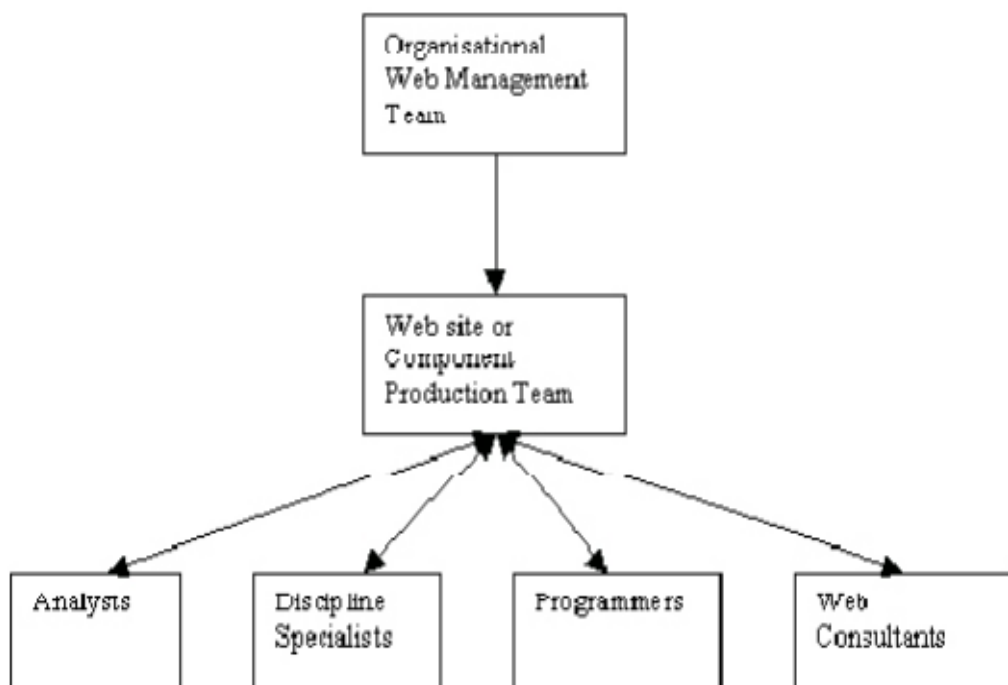 Organisational
Web Management
Team
Web site or
Component
Production Team
Analysts
Discipline
Specialists
Programmers
Web
Consultants